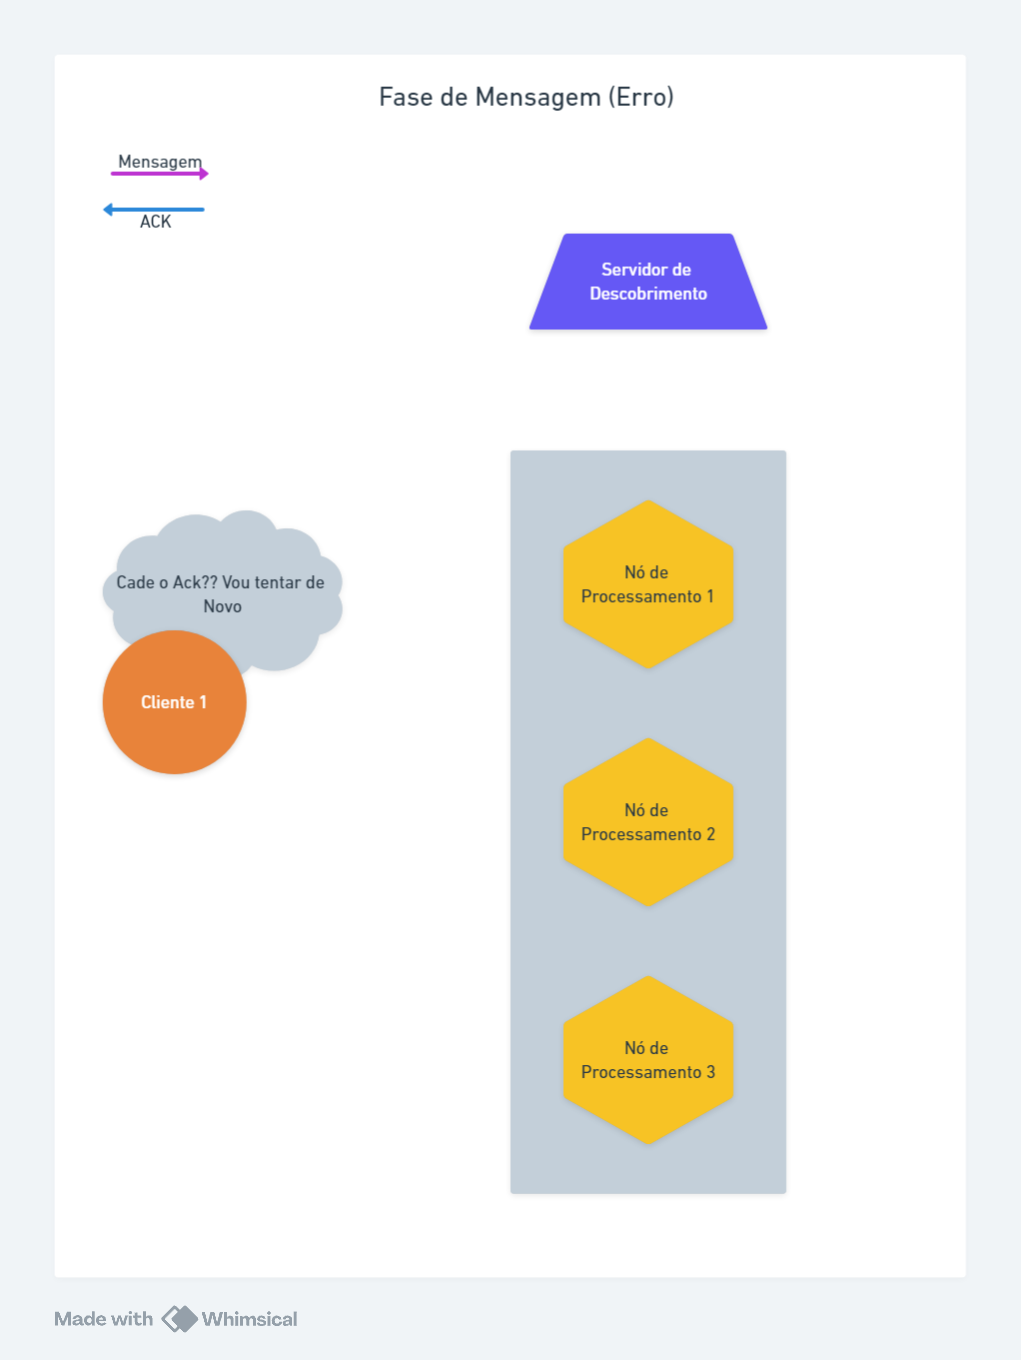 Fase de Mensagem (Erro)
Mensagem
ACK
Servidor de
Descobrimento
Cade o Ack?? Vou tentar de
Novo
Cliente 1
Nó de
Processamento 1
Nó de
Processamento 2
Nó de
Processamento 3
Made with Whimsical